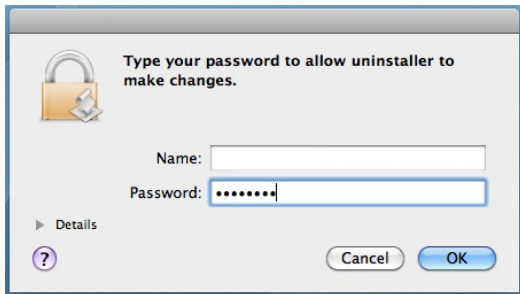 Type your password to allow uninstaller to
make changes.
Name:
Password: ••••••••
Details
? Cancel OK